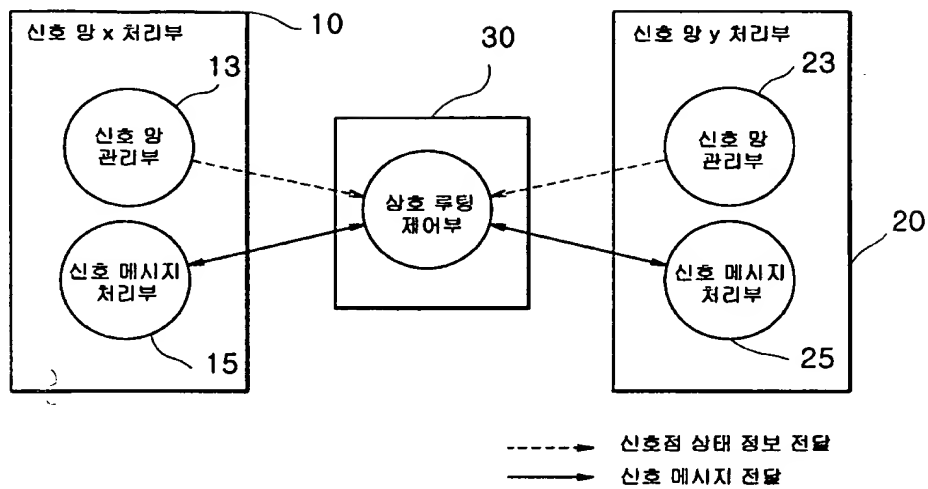 신호 망 x 처리부
10
13
신호 망
관리부
신호 메시지
처리부
15
30
상호 루팅
제어부
신호 망 y 처리부
23
신호 망
관리부
20
신호 메시지
처리부
25
신호점 상태 정보 전달
신호 메시지 전달